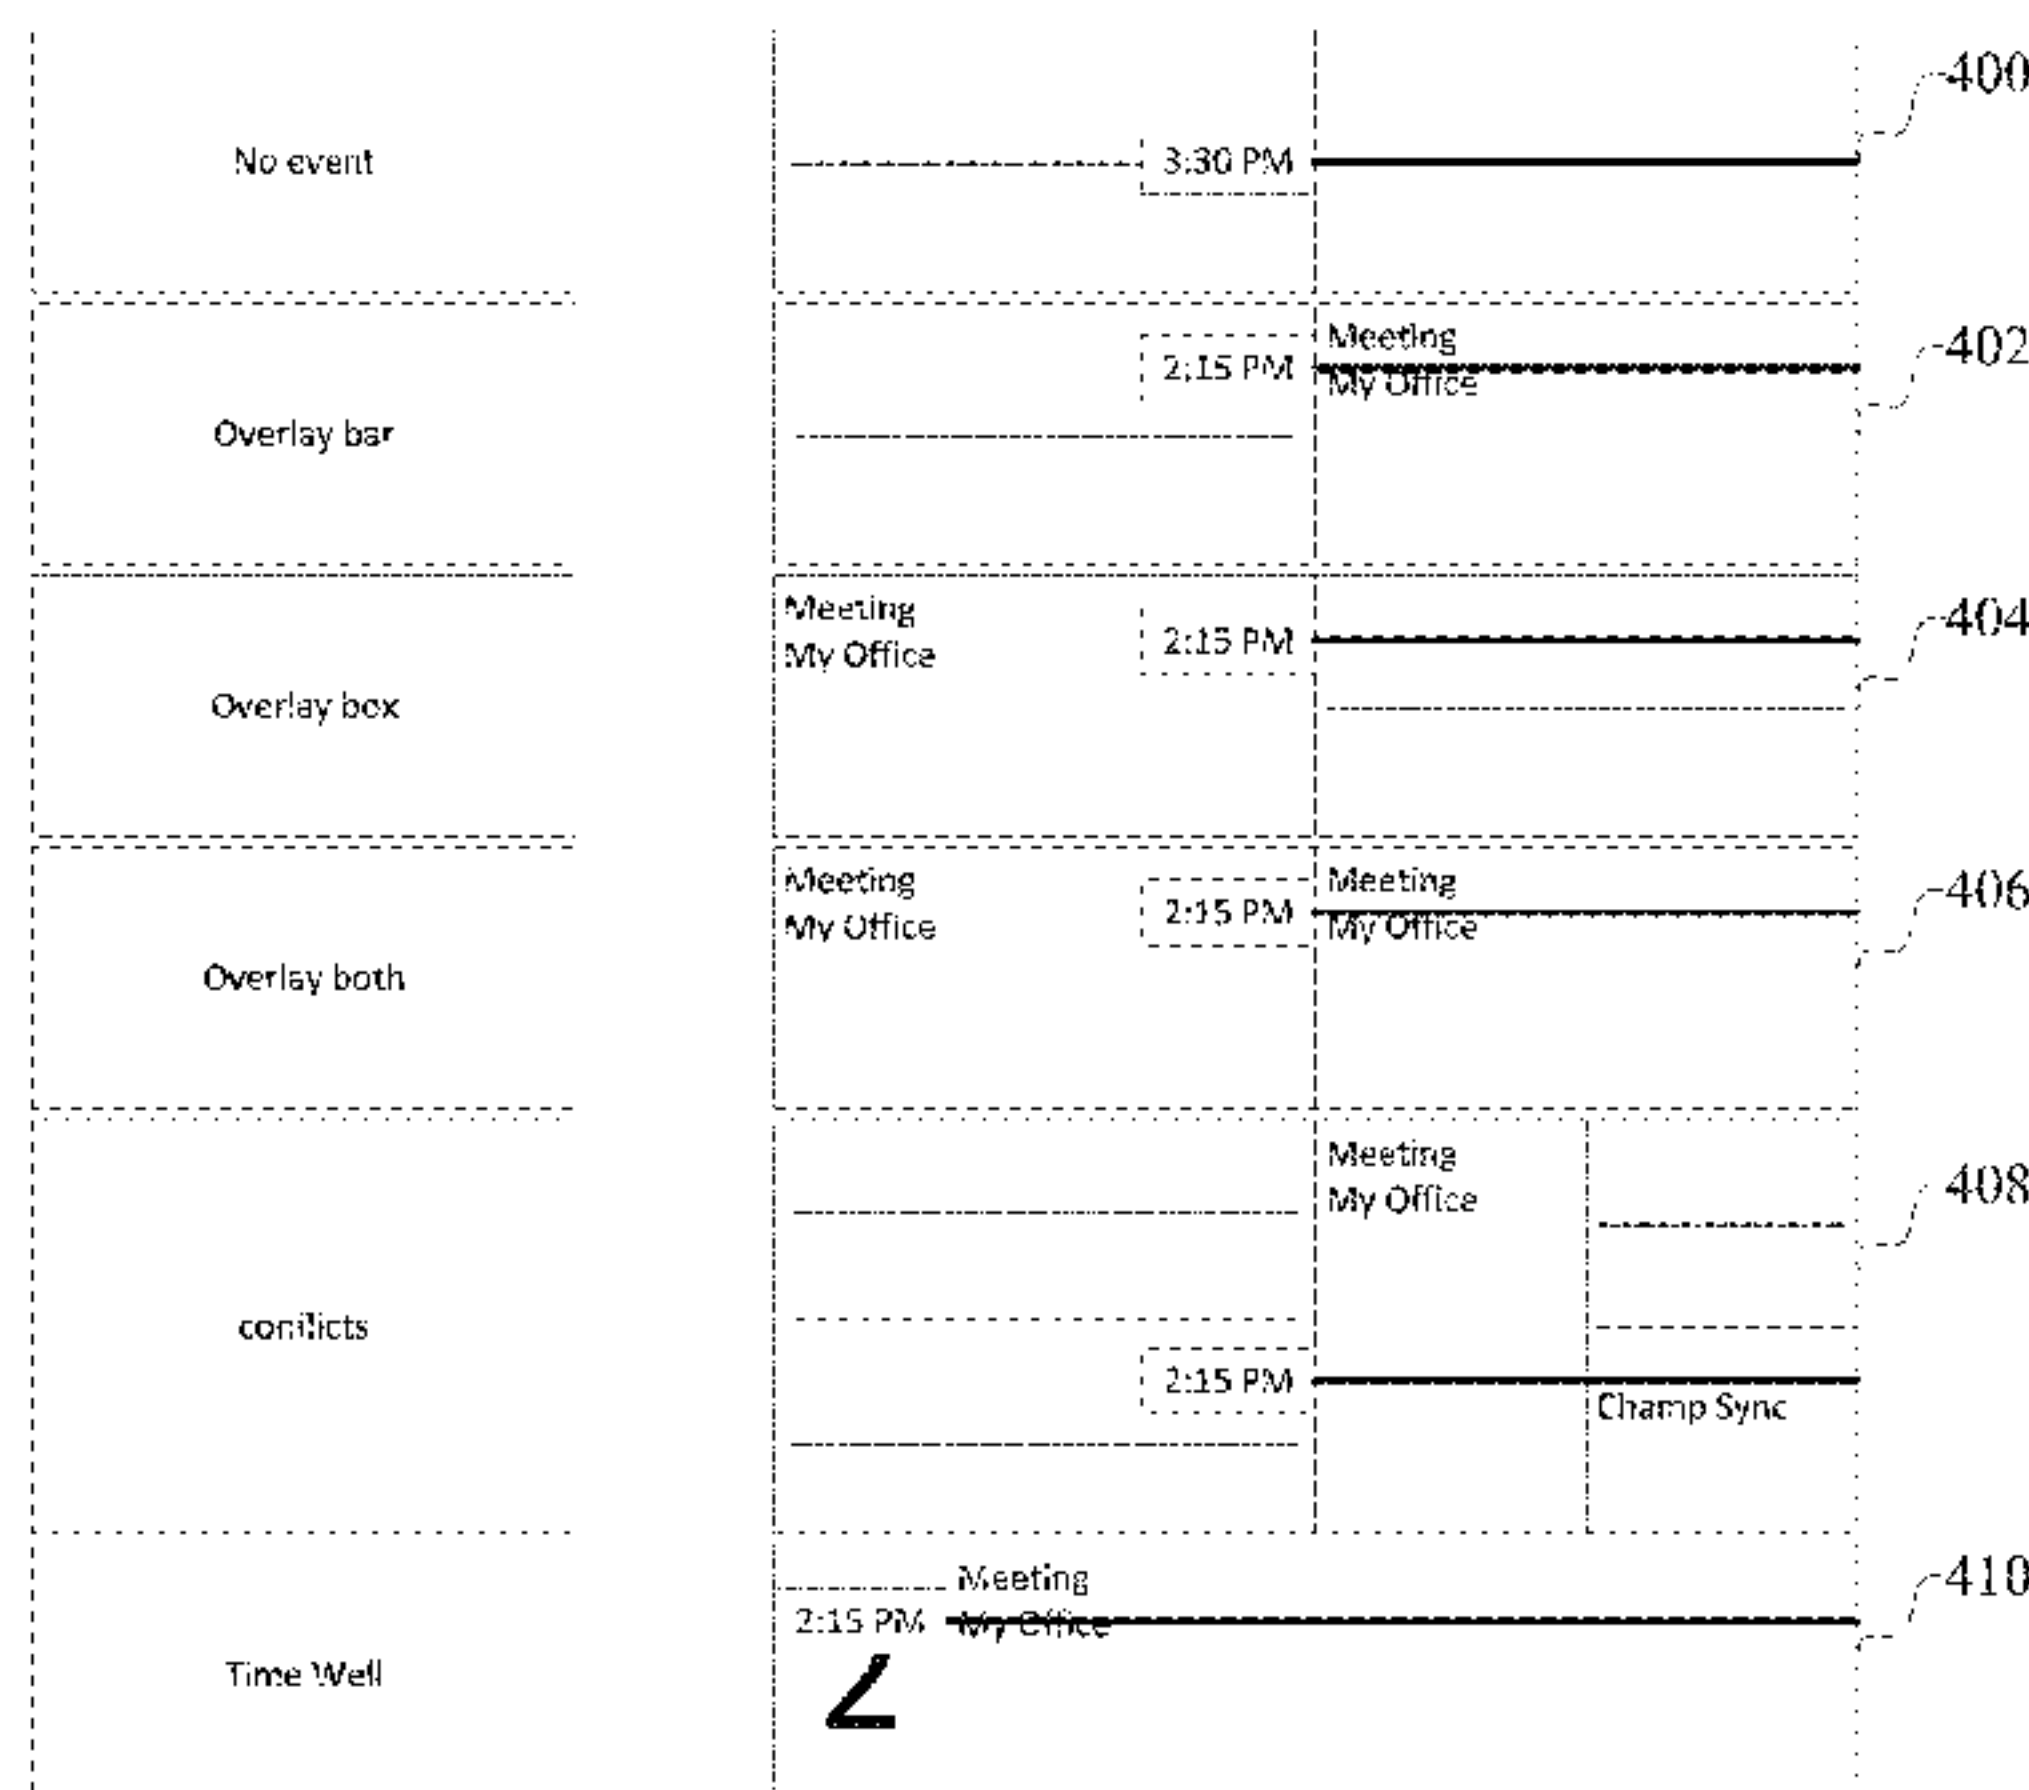 400
No event
3:30 PM
Meeting
402
2:15 PM
My Office
Overlay bar
Meeting
404
2:15 PM
My Office
Overlay box
Meeting
Meeting
406
2:15 PM
My Office
My Office
Overlay both
Meeting
408
My Office
conflicts
2:15 PM
Champ Sync
Meeting
410
2:15 PM
My Office
Time Well
2